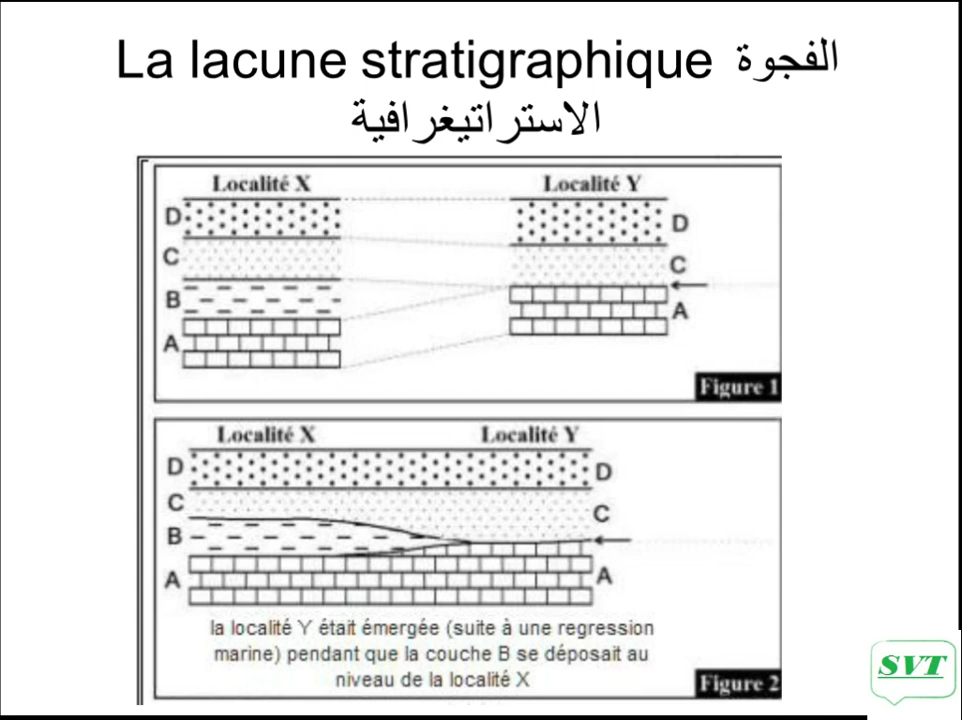 La lacune stratigraphique الفجوة
الاستراتيغرافية
Localité X Localité Y
D D
C C
B
A A
Figure 1
Localité X Localité Y
D D
C C
B
A A
la localité Y était émergée (suite à une regression
marine) pendant que la couche B se déposait au
niveau de la localité X
Figure 2
SVT